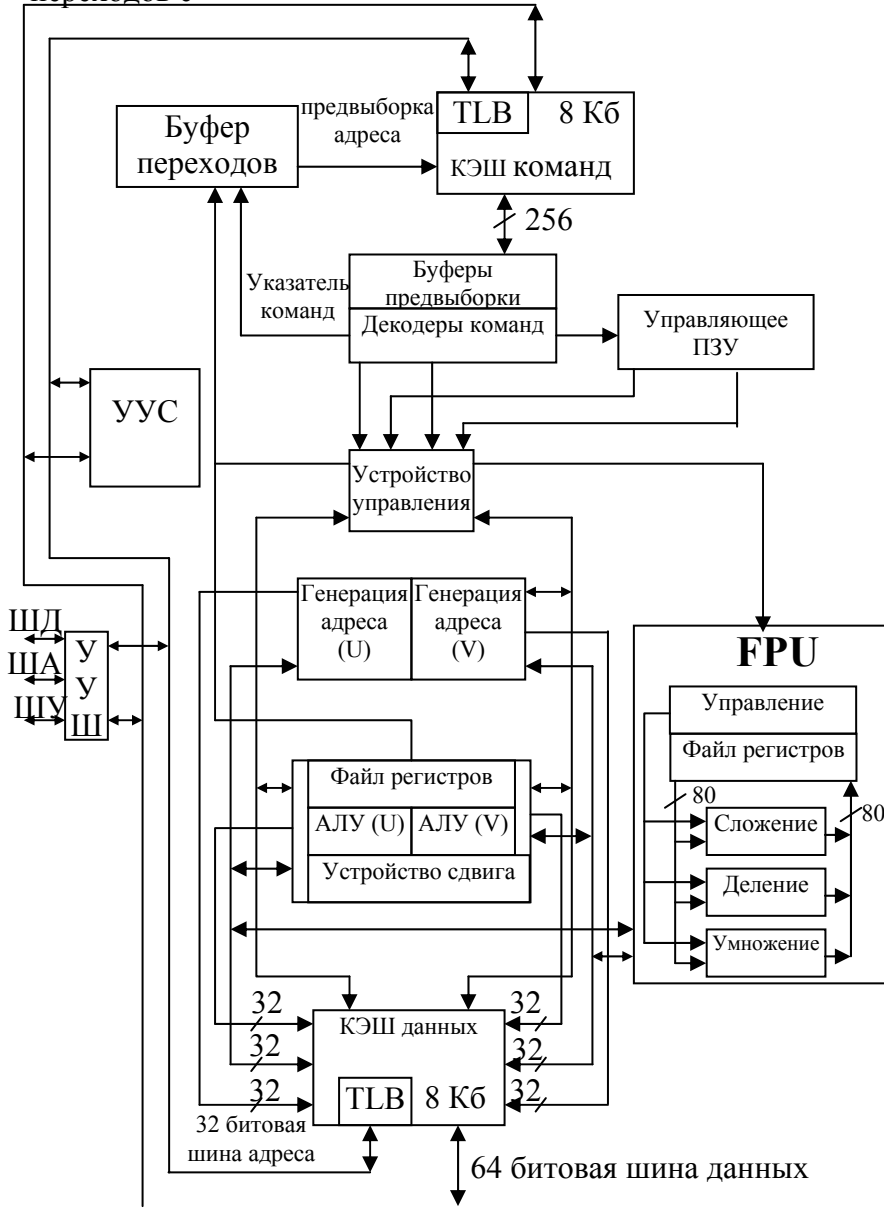 переходов с
TLB
8 Кб
КЭШ команд
предвыборка
адреса
Буфер
переходов
256
Указатель
команд
Буферы
предвыборки
Декодеры команд
Управляющее
ПЗУ
УУС
Устройство
управления
Генерация
адреса
(U)
Генерация
адреса
(V)
ШД
ША
ШУ
У
У
Ш
FPU
Управление
Файл регистров
80
80
Сложение
Деление
Умножение
Файл регистров
АЛУ (U)
АЛУ (V)
Устройство сдвига
32
32
32
КЭШ данных
32
32
32
TLB
8 Кб
32 битовая
шина адреса
64 битовая шина данных